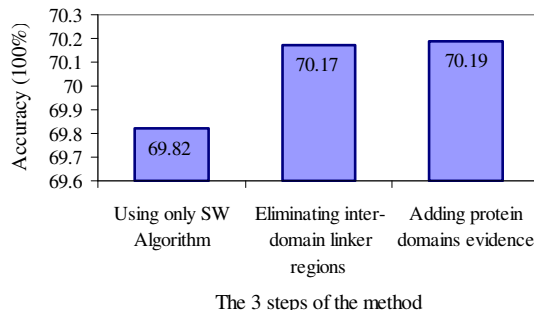 Accuracy (100%)
70.3
70.2
70.1
70
69.9
69.8
69.7
69.6
69.82
70.17
70.19
Using only SW
Algorithm
Eliminating inter-
domain linker
regions
Adding protein
domains evidence
The 3 steps of the method